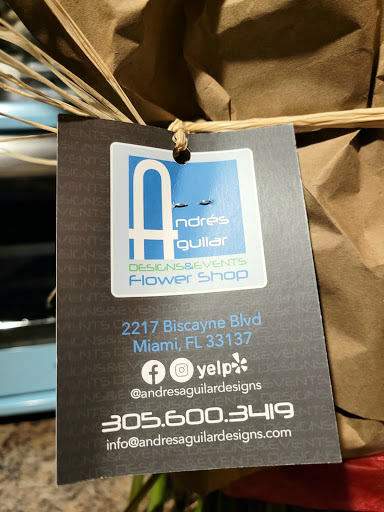 Andrés
Aguilar
DESIGNS&EVENTS
Flower Shop
2217 Biscayne Blvd
Miami, FL 33137
yelp
@andresaguilardesigns
305.600.3419
info@andresaguilardesigns.com